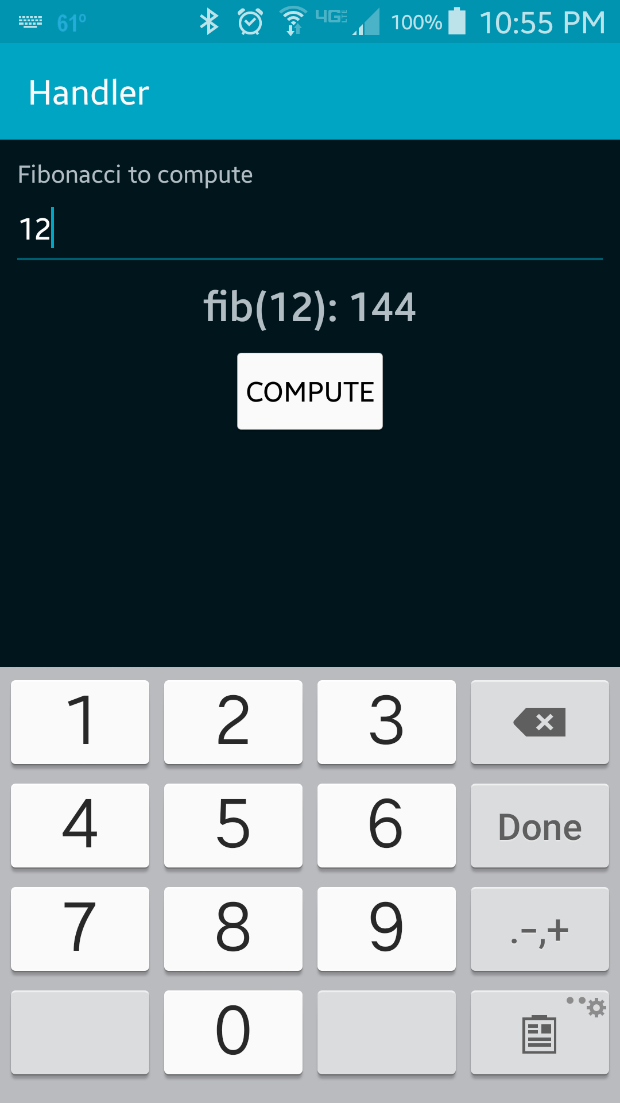 61° 4G 100% 10:55 PM
Handler
Fibonacci to compute
12
fib(12): 144
COMPUTE
1 2 3
4 5 6 Done
7 8 9 .-,+
0